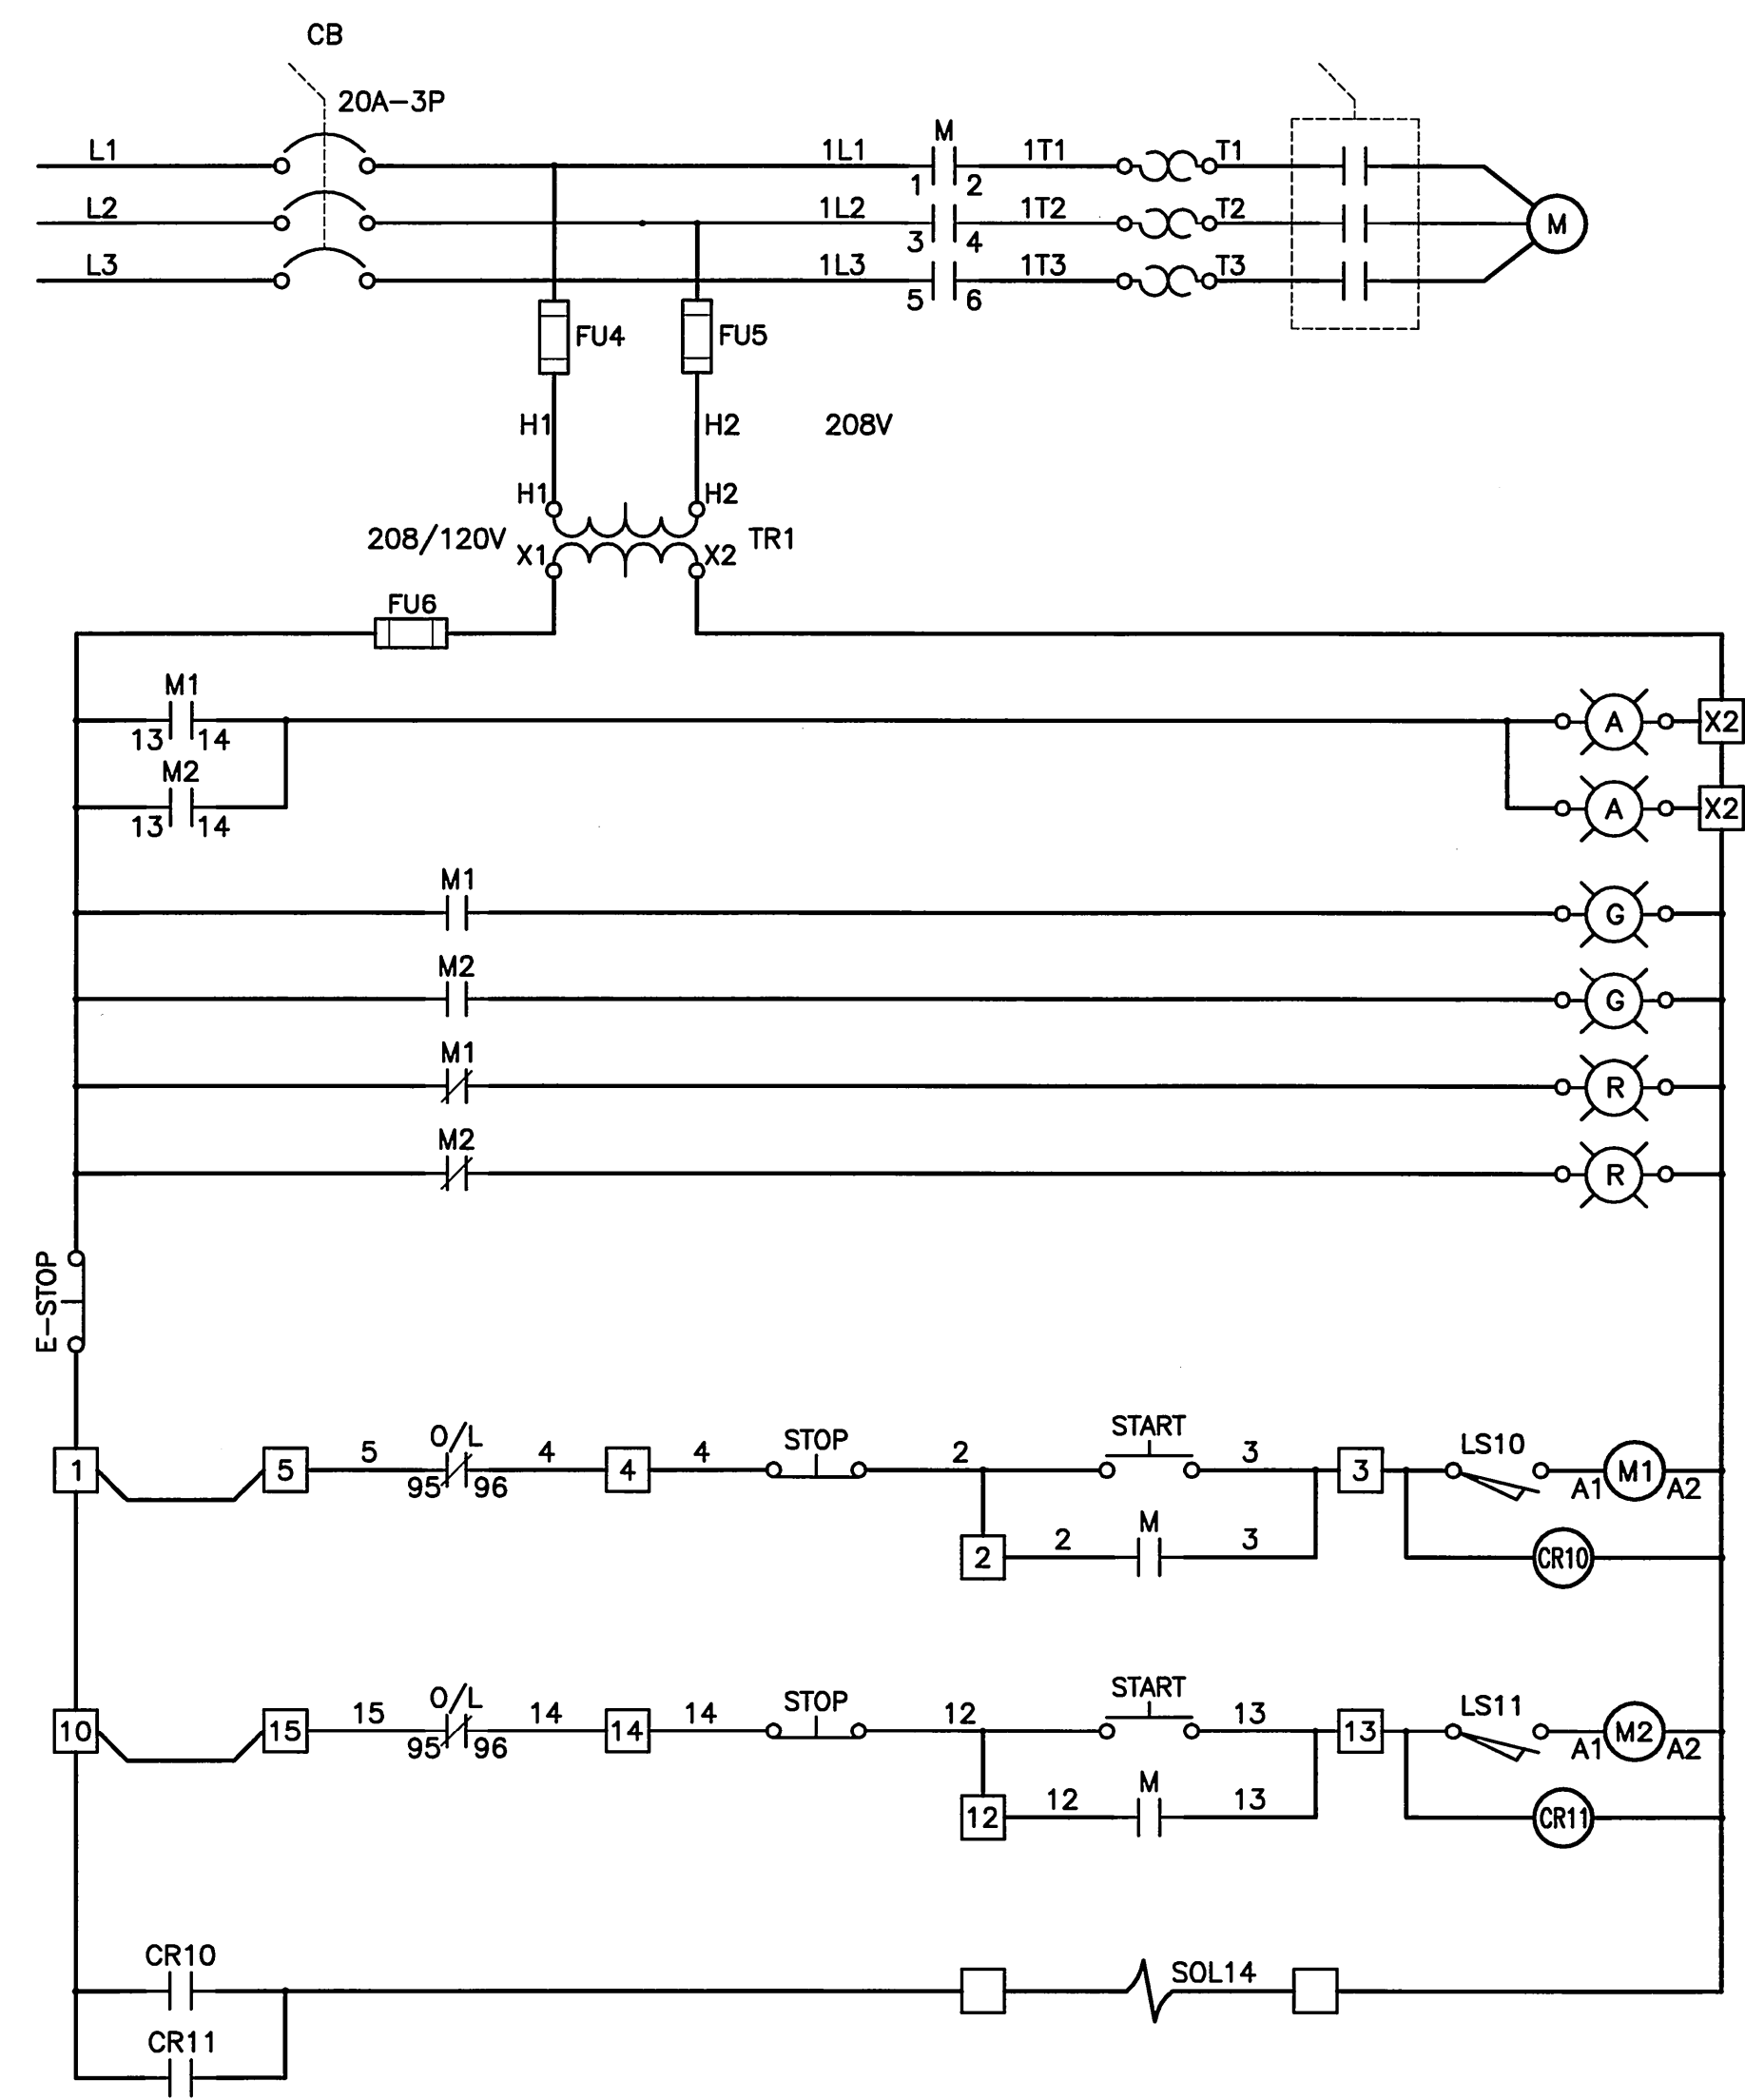 CB
20A-3P
L1 1L1 M 1T1 T1
1 2
L2 1L2 1T2 T2 M
3 4
L3 1L3 1T3 T3
5 6
FU4 FU5
H1 H2 208V
H1 H2
208/120V X1 X2 TR1
FU6
M1
13 14 A X2
M2
13 14 A X2
M1
G
M2
G
M1
R
M2
R
E-STOP
1 5 5 O/L 4 4 4 STOP 2 START 3 3 LS10 M1
95 96 A1 A2
2 2 M 3 CR10
10 15 15 O/L 14 14 14 STOP 12 START 13 13 LS11 M2
95 96 A1 A2
12 12 M 13 CR11
CR10 SOL14
CR11